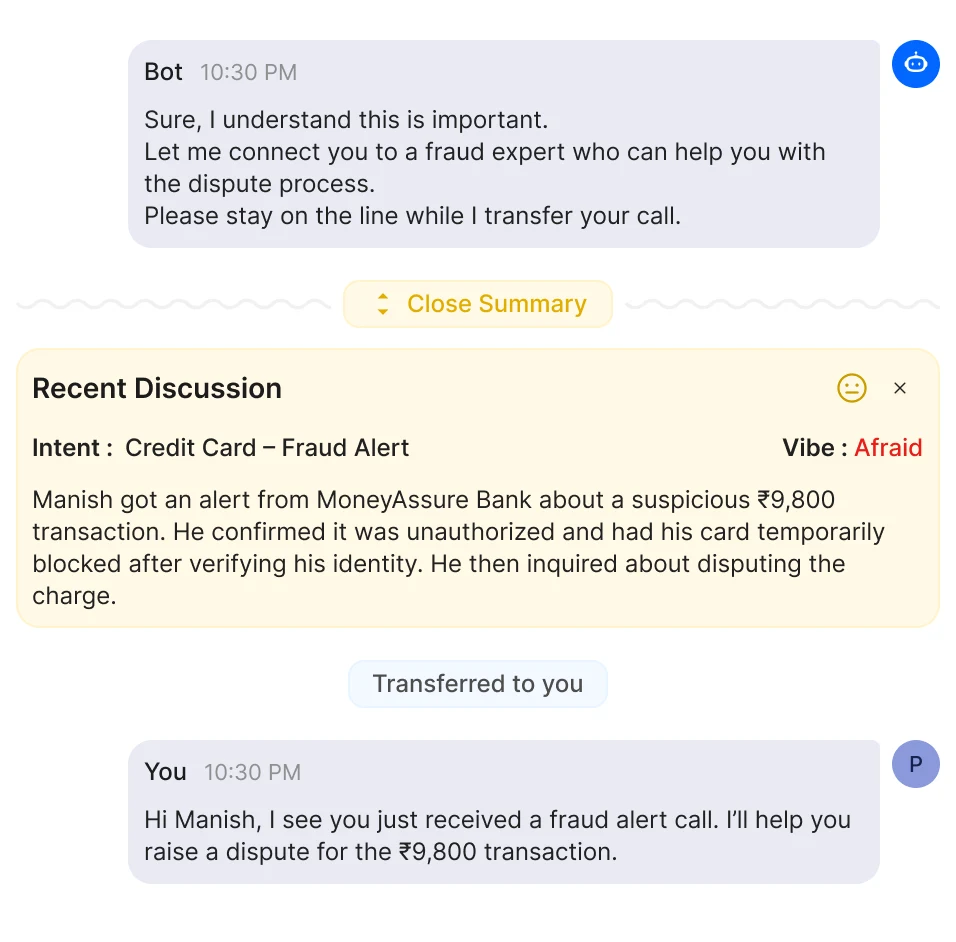 Bot 10:30 PM
Sure, I understand this is important.
Let me connect you to a fraud expert who can help you with
the dispute process.
Please stay on the line while I transfer your call.
Close Summary
Recent Discussion
Intent : Credit Card – Fraud Alert
Vibe : Afraid
Manish got an alert from MoneyAssure Bank about a suspicious ₹9,800
transaction. He confirmed it was unauthorized and had his card temporarily
blocked after verifying his identity. He then inquired about disputing the
charge.
Transferred to you
You 10:30 PM
P
Hi Manish, I see you just received a fraud alert call. I’ll help you
raise a dispute for the ₹9,800 transaction.